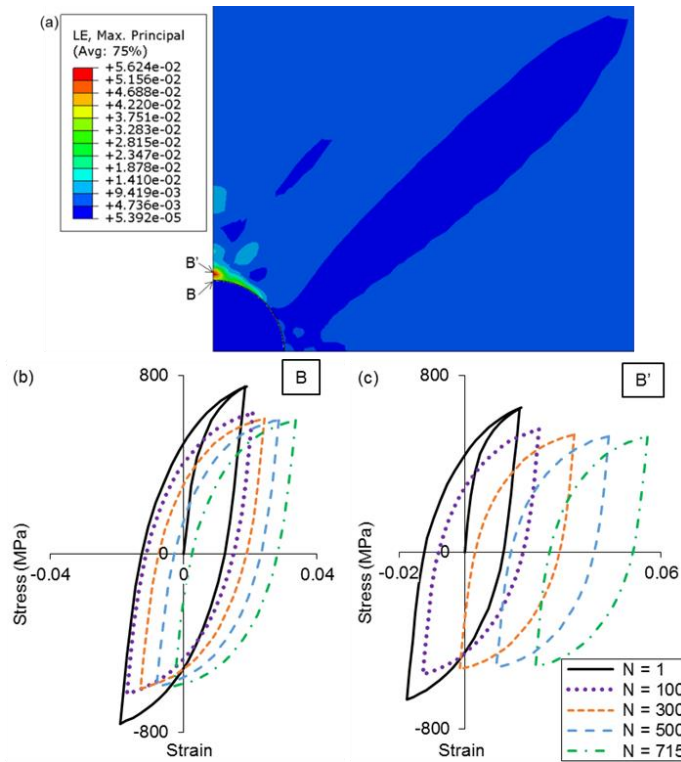 (a)
LE, Max. Principal
(Avg: 75%)
+5.624e-02
+5.156e-02
+4.688e-02
+4.220e-02
+3.751e-02
+3.283e-02
+2.815e-02
+2.347e-02
+1.878e-02
+1.410e-02
+9.419e-03
+4.736e-03
+5.392e-05
B'
B
(b)
800
B
Stress (MPa)
-0.04
0
0
0.04
-800
Strain
(c)
800
B'
Stress (MPa)
-0.02
0
0.06
-800
Strain
N = 1
N = 100
N = 300
N = 500
N = 715